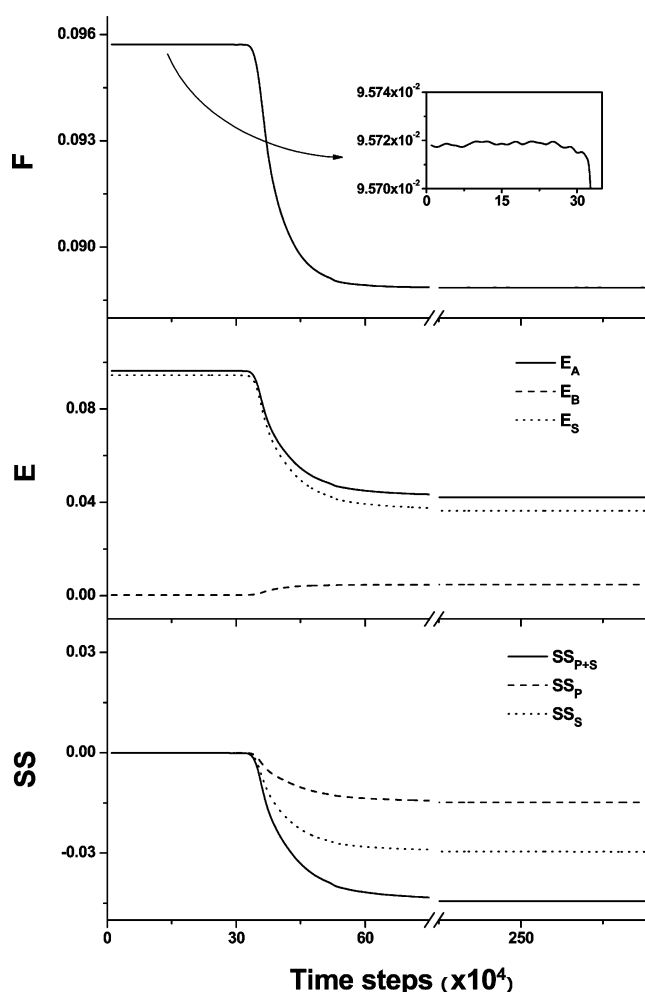 0.096
0.093
0.090
F
9.574x10⁻²
9.572x10⁻²
9.570x10⁻²
0 15 30
0.08
0.04
0.00
E
E_A
E_B
E_S
0.03
0.00
-0.03
SS
SS_P+S
SS_P
SS_S
0 30 60 250
Time steps (x10⁴)